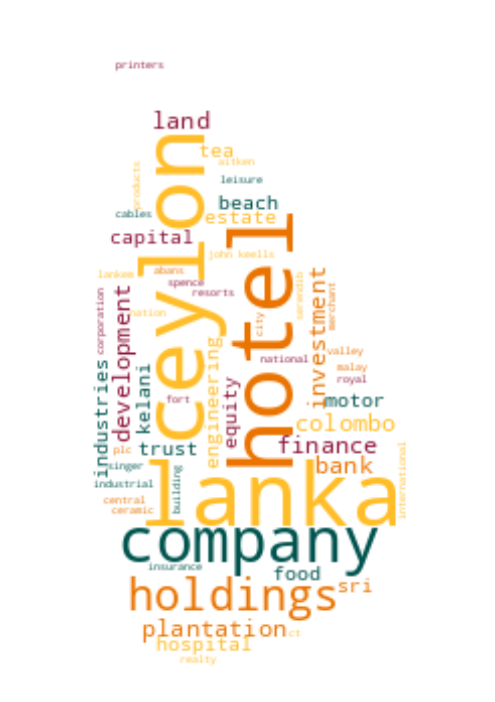 printers
land
tea
aitken
products
leisure
beach
cables
estate
capital
ceylon
hotel
john keells
lankem
abans
spence
resorts
serendib
merchant
investment
corporation
development
nation
city
national
valley
malay
royal
industries
kelani
engineering
equity
fort
motor
colombo
plc
trust
finance
singer
bank
building
industrial
international
lanka
central
ceramic
company
insurance
food
holdings
sri
plantation
ct
hospital
realty